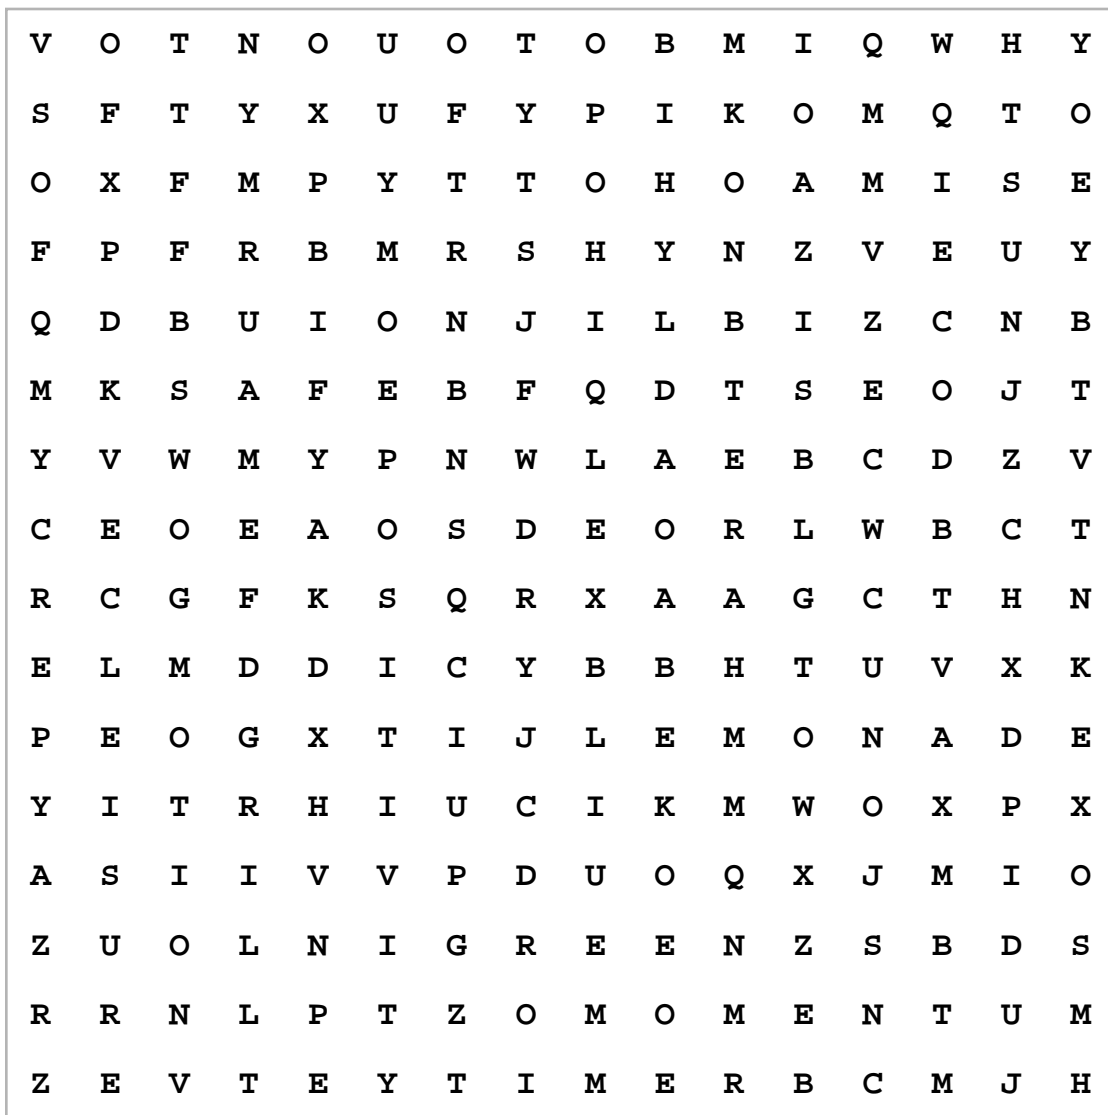 V O T N O U O T O B M I Q W H Y
S F T Y X U F Y P I K O M Q T O
O X F M P Y T T O H O A M I S E
F P F R B M R S H Y N Z V E U Y
Q D B U I O N J I L B I Z C N B
M K S A F E B F Q D T S E O J T
Y V W M Y P N W L A E B C D Z V
C E O E A O S D E O R L W B C T
R C G F K S Q R X A A G C T H N
E L M D D I C Y B B H T U V X K
P E O G X T I J L E M O N A D E
Y I T R H I U C I K M W O X P X
A S I I V V P D U O Q X J M I O
Z U O L N I G R E E N Z S B D S
R R N L P T Z O M O M E N T U M
Z E V T E Y T I M E R B C M J H